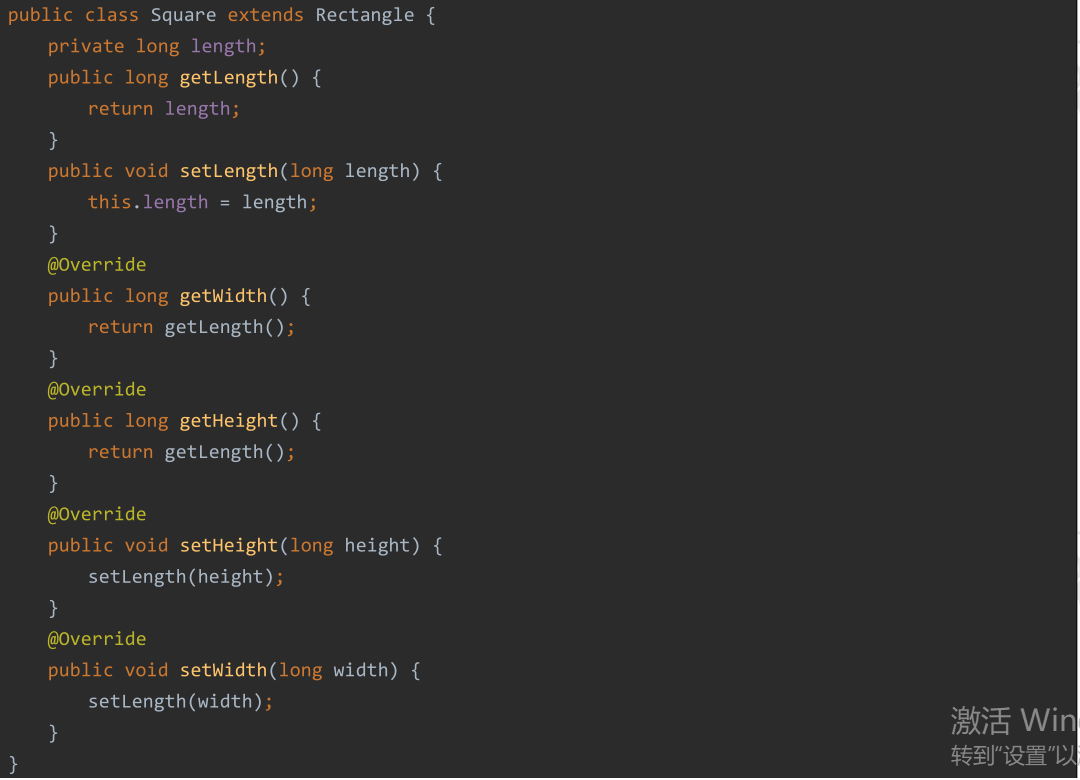 public class Square extends Rectangle {
    private long length;
    public long getLength() {
        return length;
    }
    public void setLength(long length) {
        this.length = length;
    }
    @Override
    public long getWidth() {
        return getLength();
    }
    @Override
    public long getHeight() {
        return getLength();
    }
    @Override
    public void setHeight(long height) {
        setLength(height);
    }
    @Override
    public void setWidth(long width) {
        setLength(width);
    }
}
激活 Win
转到“设置”以